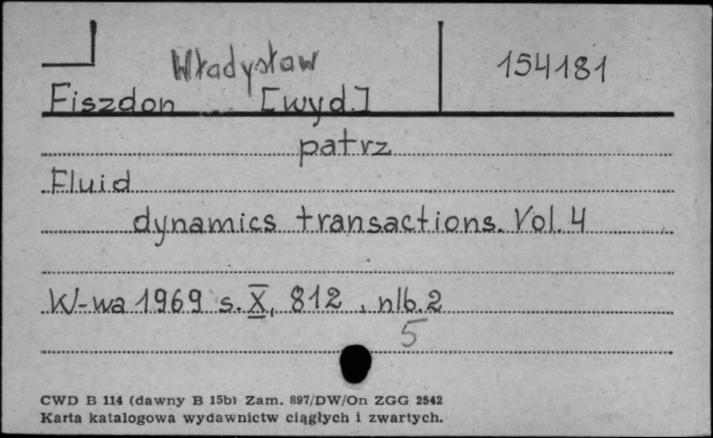 Władysław
154181
Fiszdon [wyd.]
patrz
Fluid
dynamics transactions. Vol. 4
W-wa 1969 s. X, 812, nlb. 2
5
CWD B 114 (dawny B 15b) Zam. 897/DW/On ZGG 2542
Karta katalogowa wydawnictw ciągłych i zwartych.